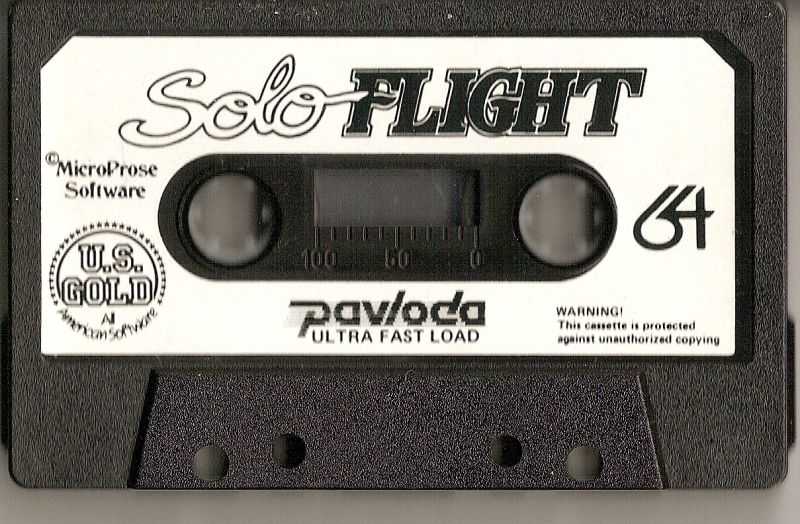 Solo FLIGHT
©MicroProse
Software
64
100 50 0
U.S.
GOLD
All
American Software
pavloda
ULTRA FAST LOAD
WARNING!
This cassette is protected
against unauthorized copying